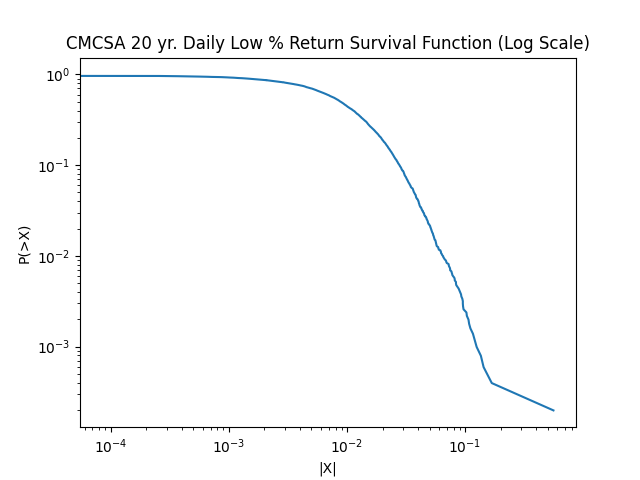 CMCSA 20 yr. Daily Low % Return Survival Function (Log Scale)
10⁰
10⁻¹
10⁻²
10⁻³
P(>X)
10⁻⁴
10⁻³
10⁻²
10⁻¹
|X|